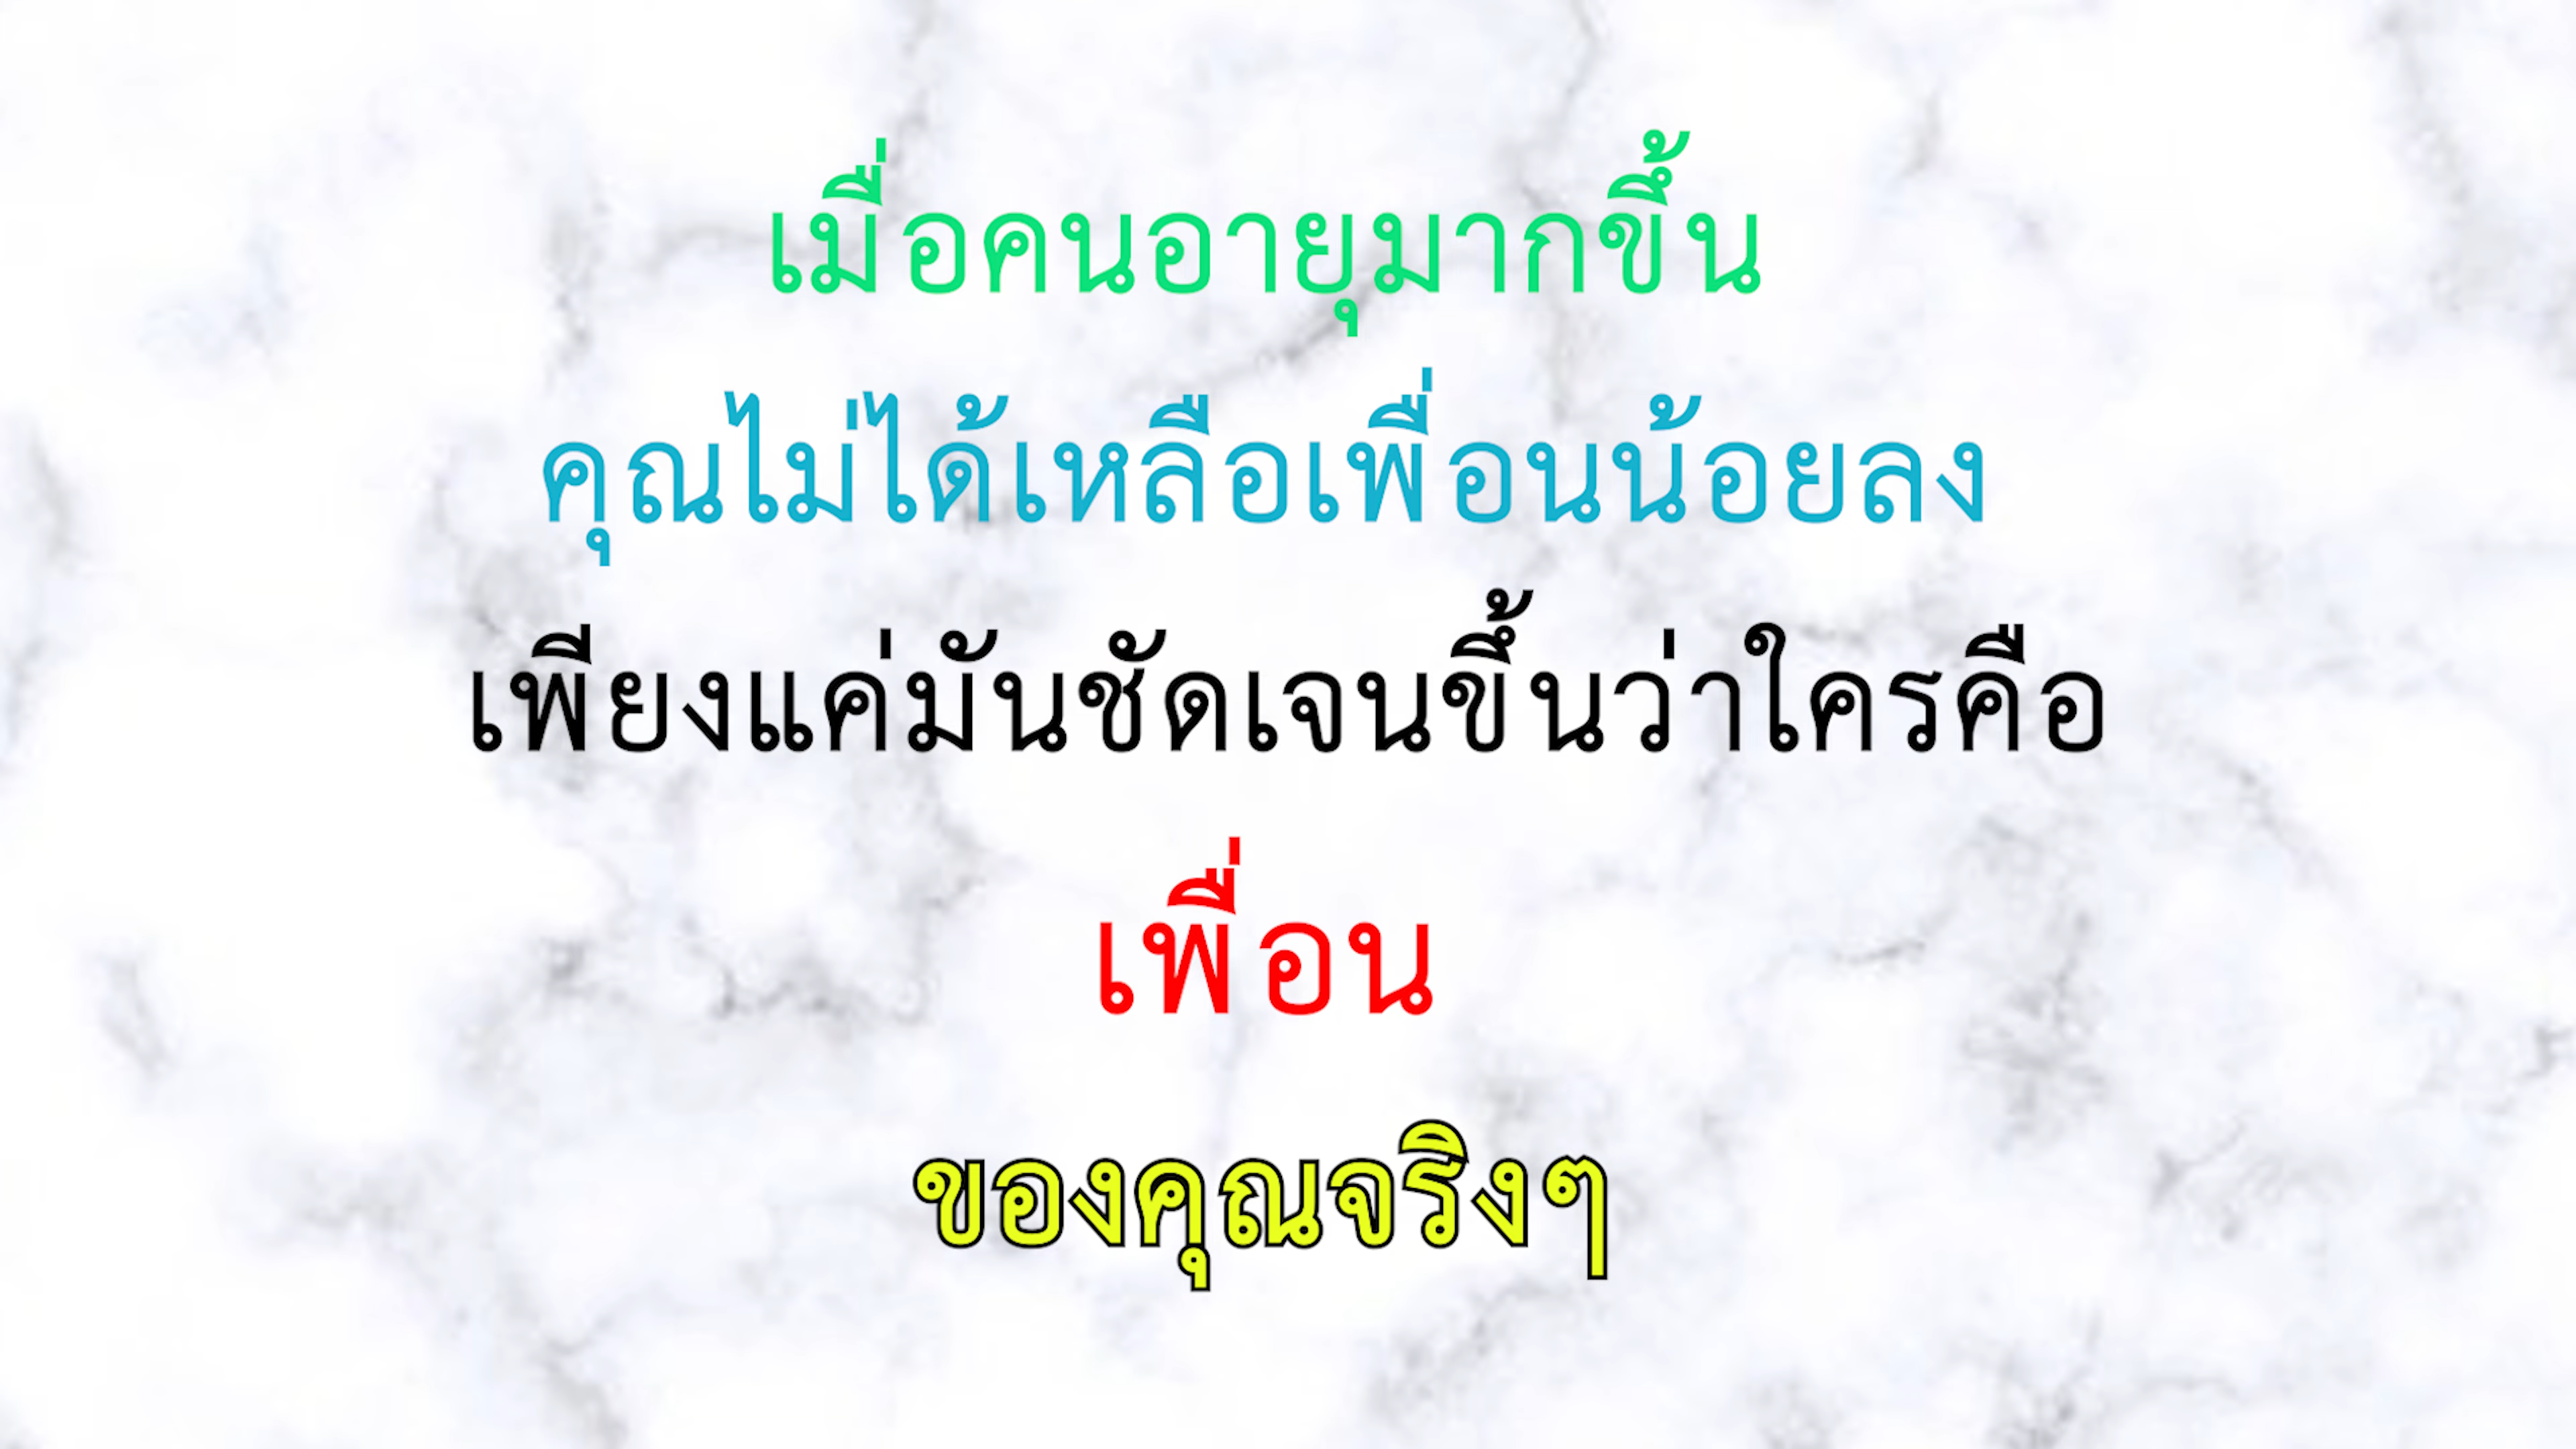 เมื่อคนอายุมากขึ้น
คุณไม่ได้เหลือเพื่อนน้อยลง
เพียงแค่มันชัดเจนขึ้นว่าใครคือ
เพื่อน
ของคุณจริงๆ